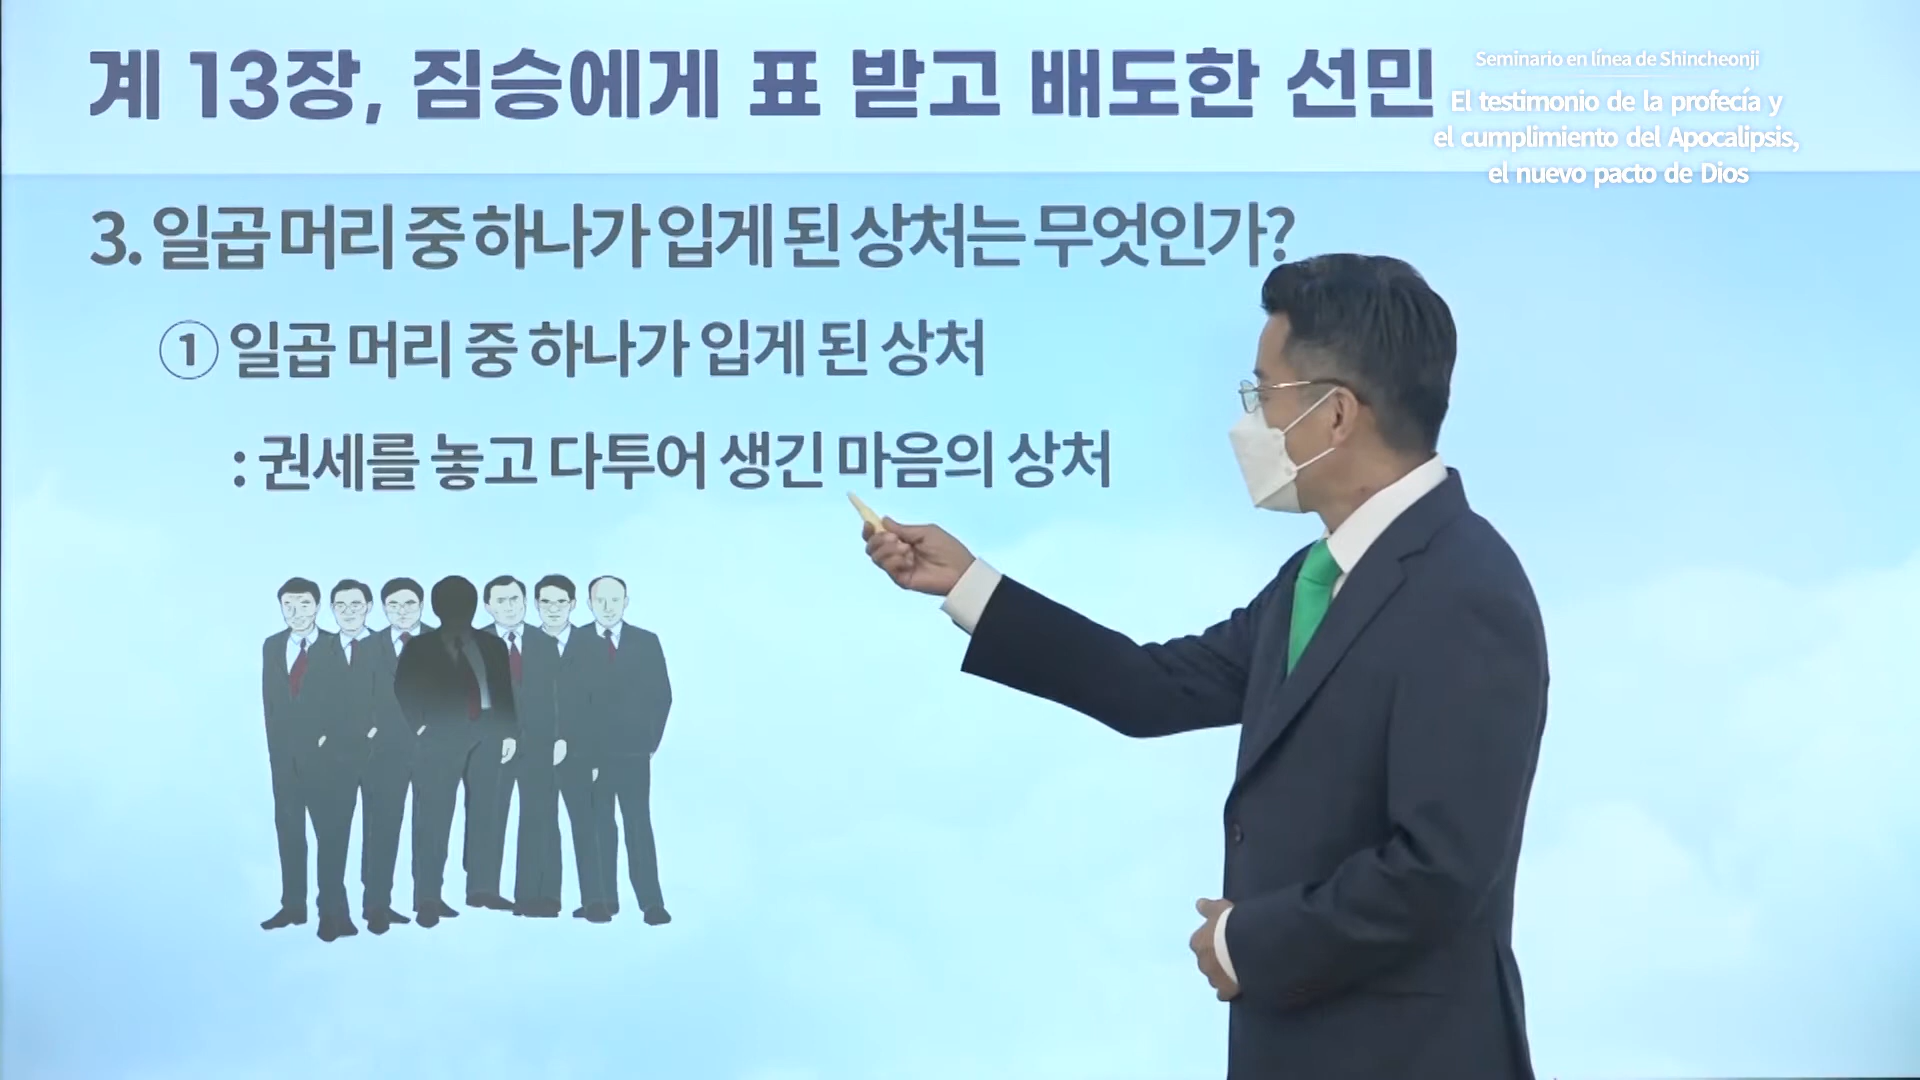 계 13장, 짐승에게 표 받고 배도한 선민
Seminario en línea de Shincheonji
El testimonio de la profecía y
el cumplimiento del Apocalipsis,
el nuevo pacto de Dios
3. 일곱 머리 중 하나가 입게 된 상처는 무엇인가?
① 일곱 머리 중 하나가 입게 된 상처
: 권세를 놓고 다투어 생긴 마음의 상처